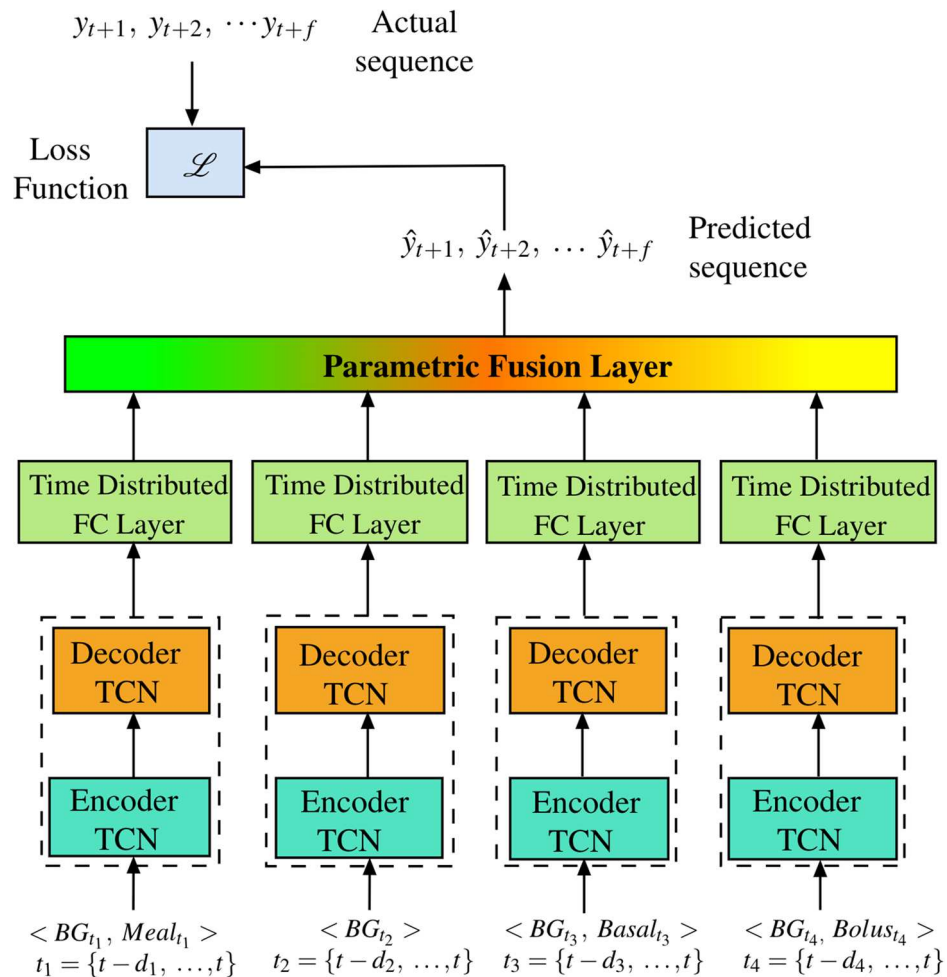 y_{t+1}, y_{t+2}, ⋯ y_{t+f}
Actual
sequence
Loss
Function
ℒ
ŷ_{t+1}, ŷ_{t+2}, … ŷ_{t+f}
Predicted
sequence
Parametric Fusion Layer
Time Distributed
FC Layer
Time Distributed
FC Layer
Time Distributed
FC Layer
Time Distributed
FC Layer
Decoder
TCN
Decoder
TCN
Decoder
TCN
Decoder
TCN
Encoder
TCN
Encoder
TCN
Encoder
TCN
Encoder
TCN
< BG_{t_1}, Meal_{t_1} >
t_1 = {t − d_1, …, t}
< BG_{t_2} >
t_2 = {t − d_2, …, t}
< BG_{t_3}, Basal_{t_3} >
t_3 = {t − d_3, …, t}
< BG_{t_4}, Bolus_{t_4} >
t_4 = {t − d_4, …, t}